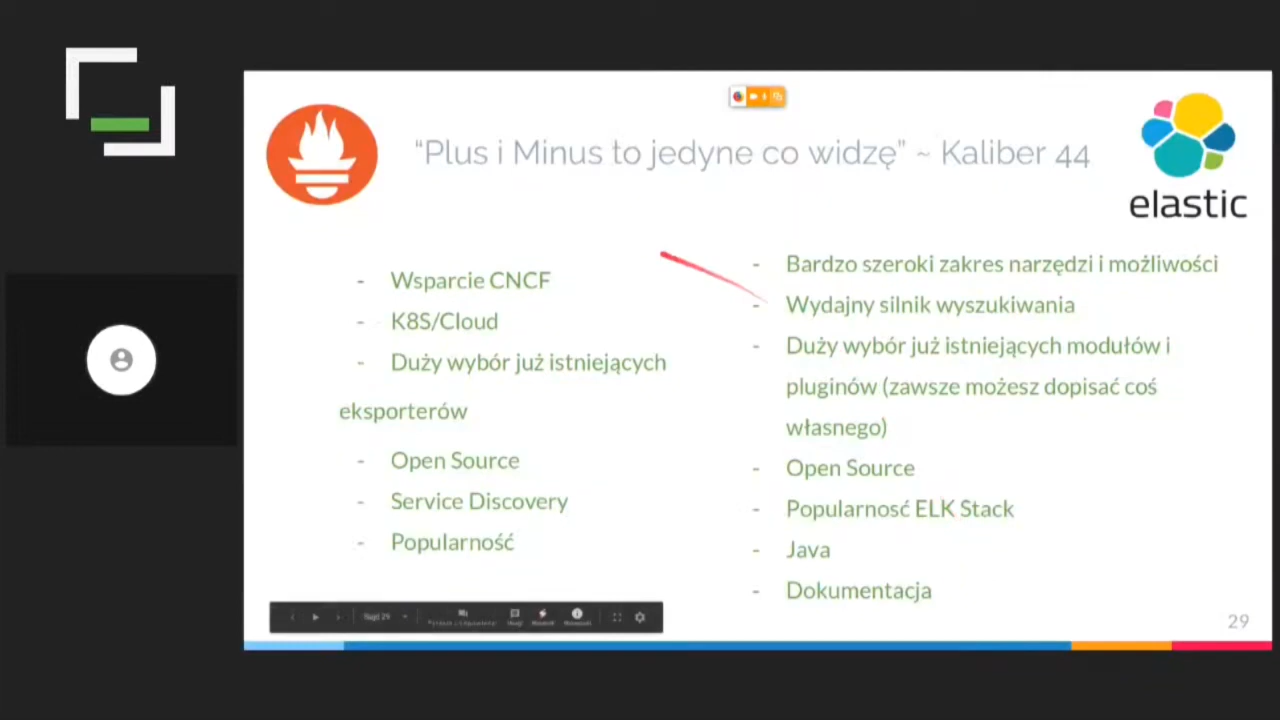 "Plus i Minus to jedyne co widzę" ~ Kaliber 44
elastic
- Wsparcie CNCF
- K8S/Cloud
- Duży wybór już istniejących
eksporterów
- Open Source
- Service Discovery
- Popularność
- Bardzo szeroki zakres narzędzi i możliwości
- Wydajny silnik wyszukiwania
- Duży wybór już istniejących modułów i
pluginów (zawsze możesz dopisać coś
własnego)
- Open Source
- Popularnosć ELK Stack
- Java
- Dokumentacja
29